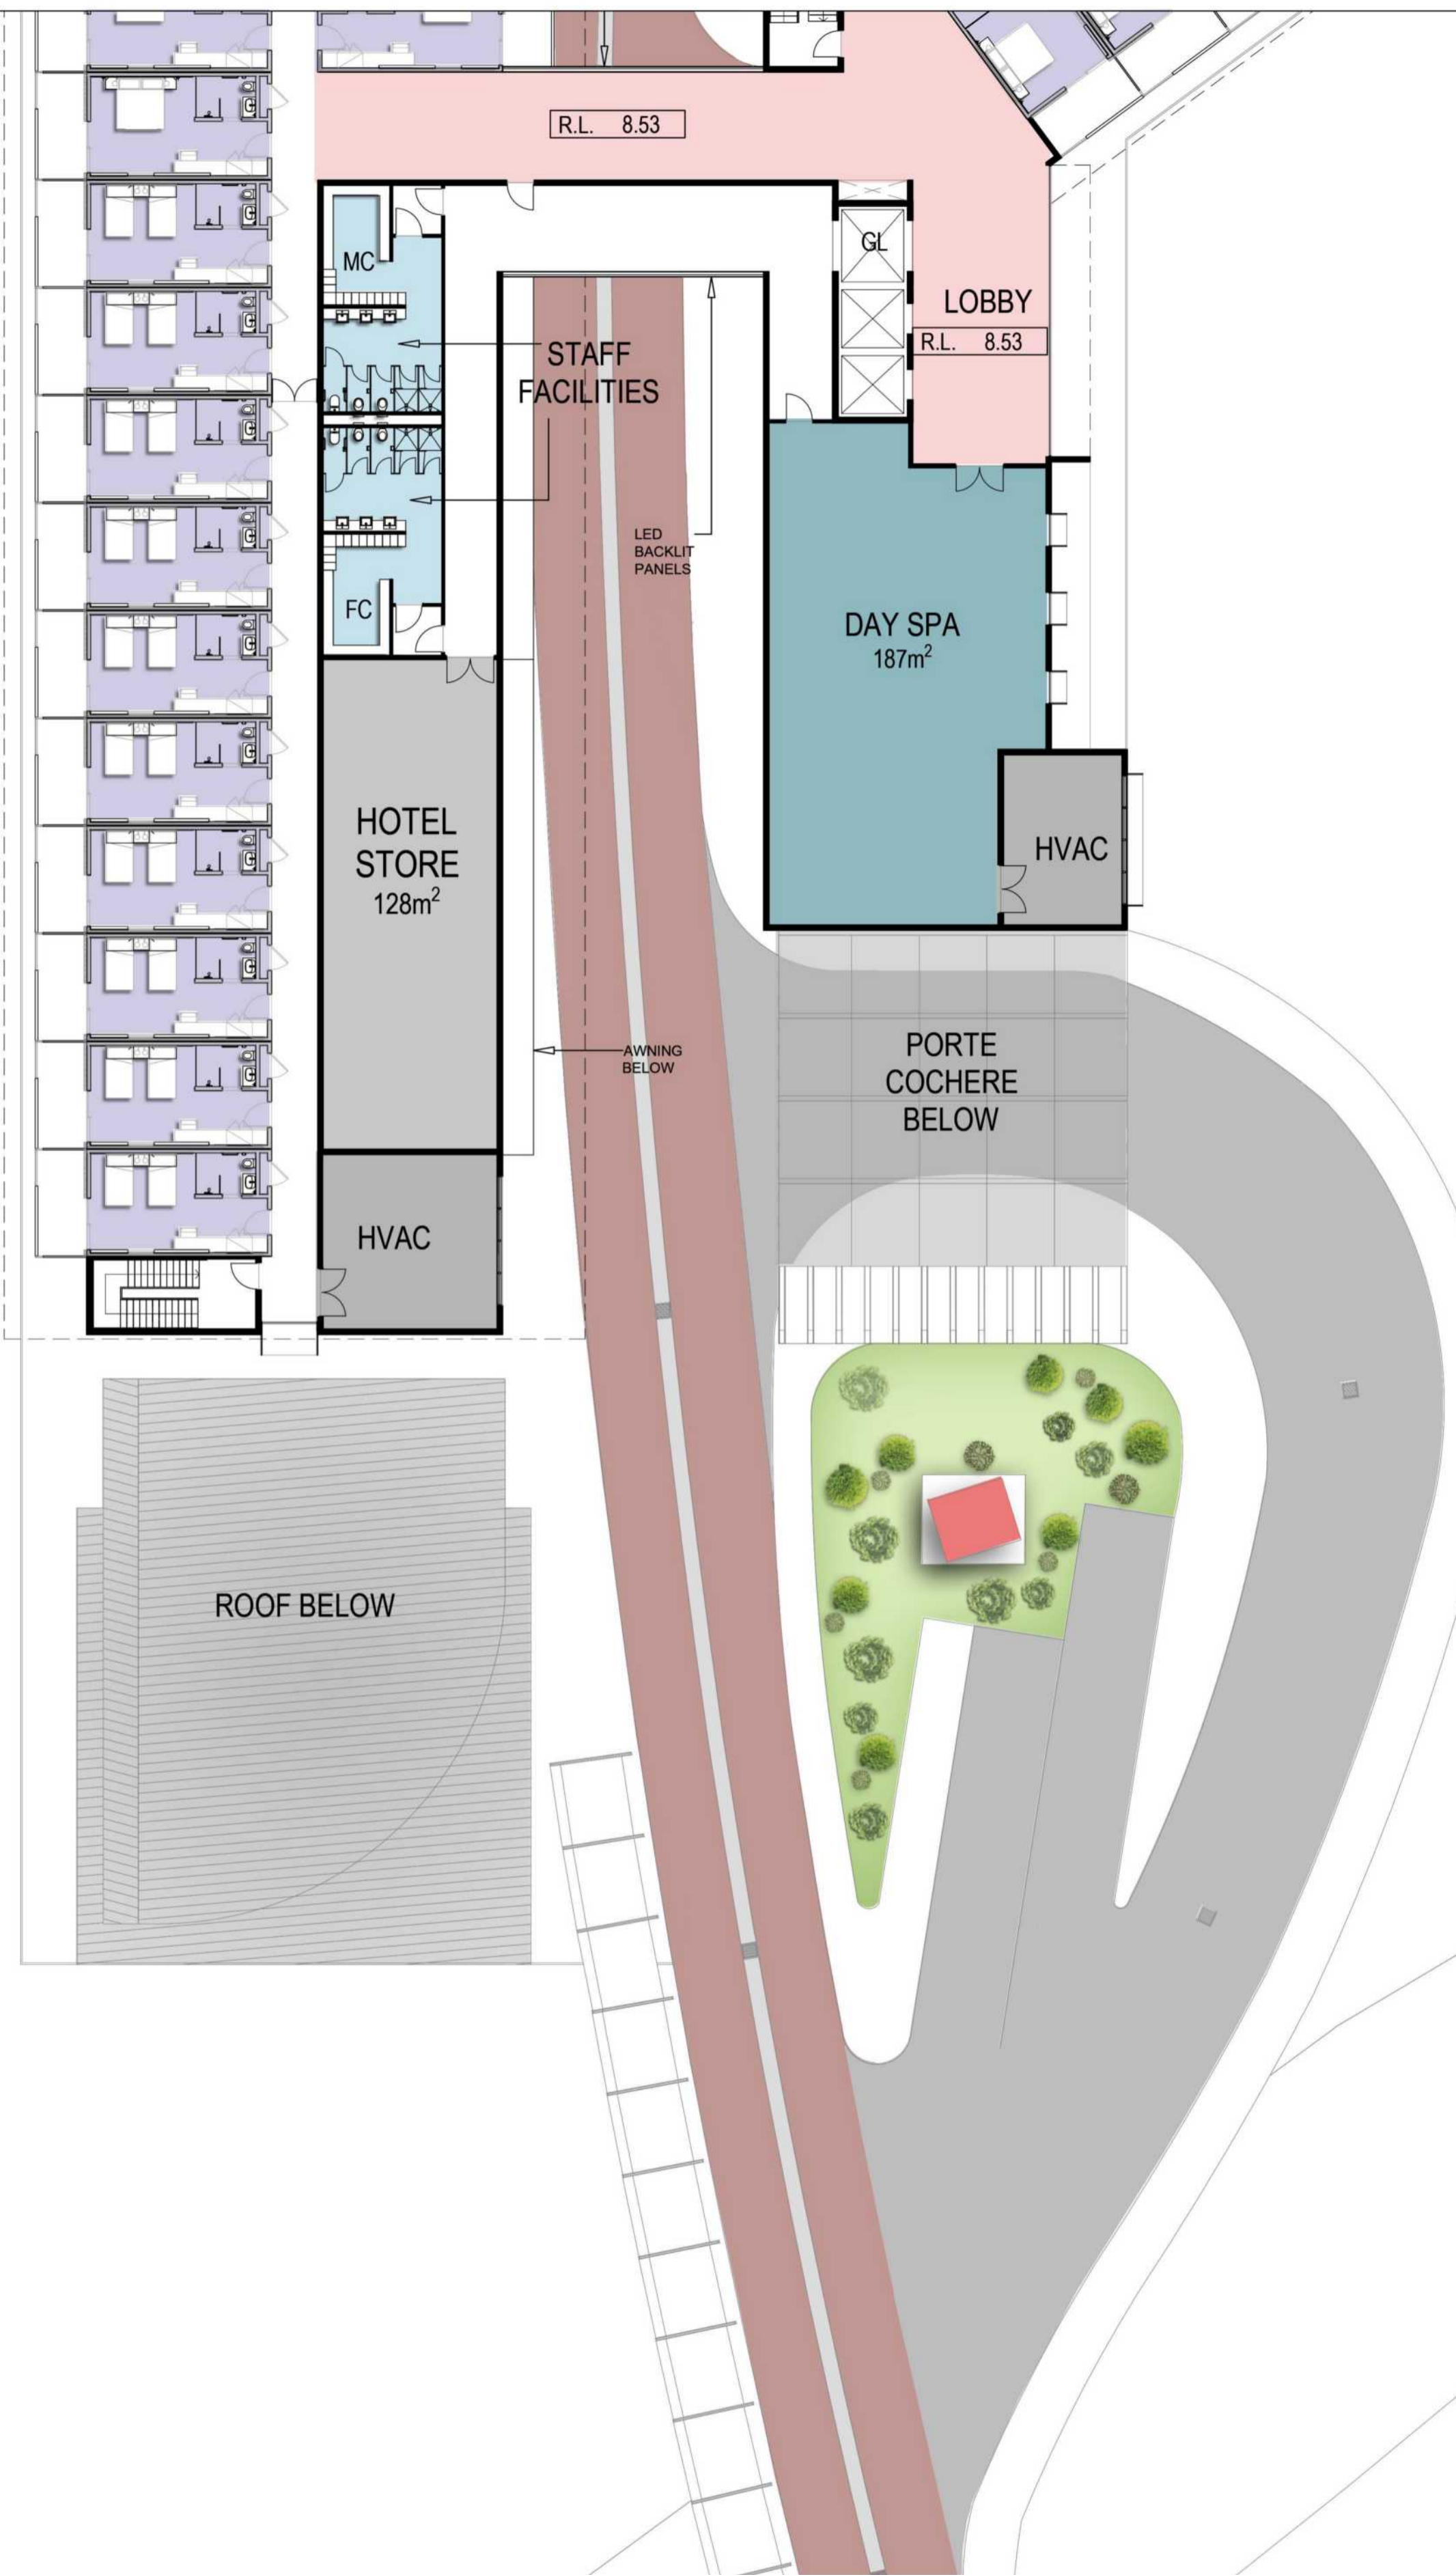 R.L. 8.53
GL
MC
LOBBY
R.L. 8.53
STAFF
FACILITIES
LED
BACKLIT
PANELS
FC
DAY SPA
187m²
HOTEL
STORE
128m²
HVAC
AWNING
BELOW
PORTE
COCHERE
BELOW
HVAC
ROOF BELOW